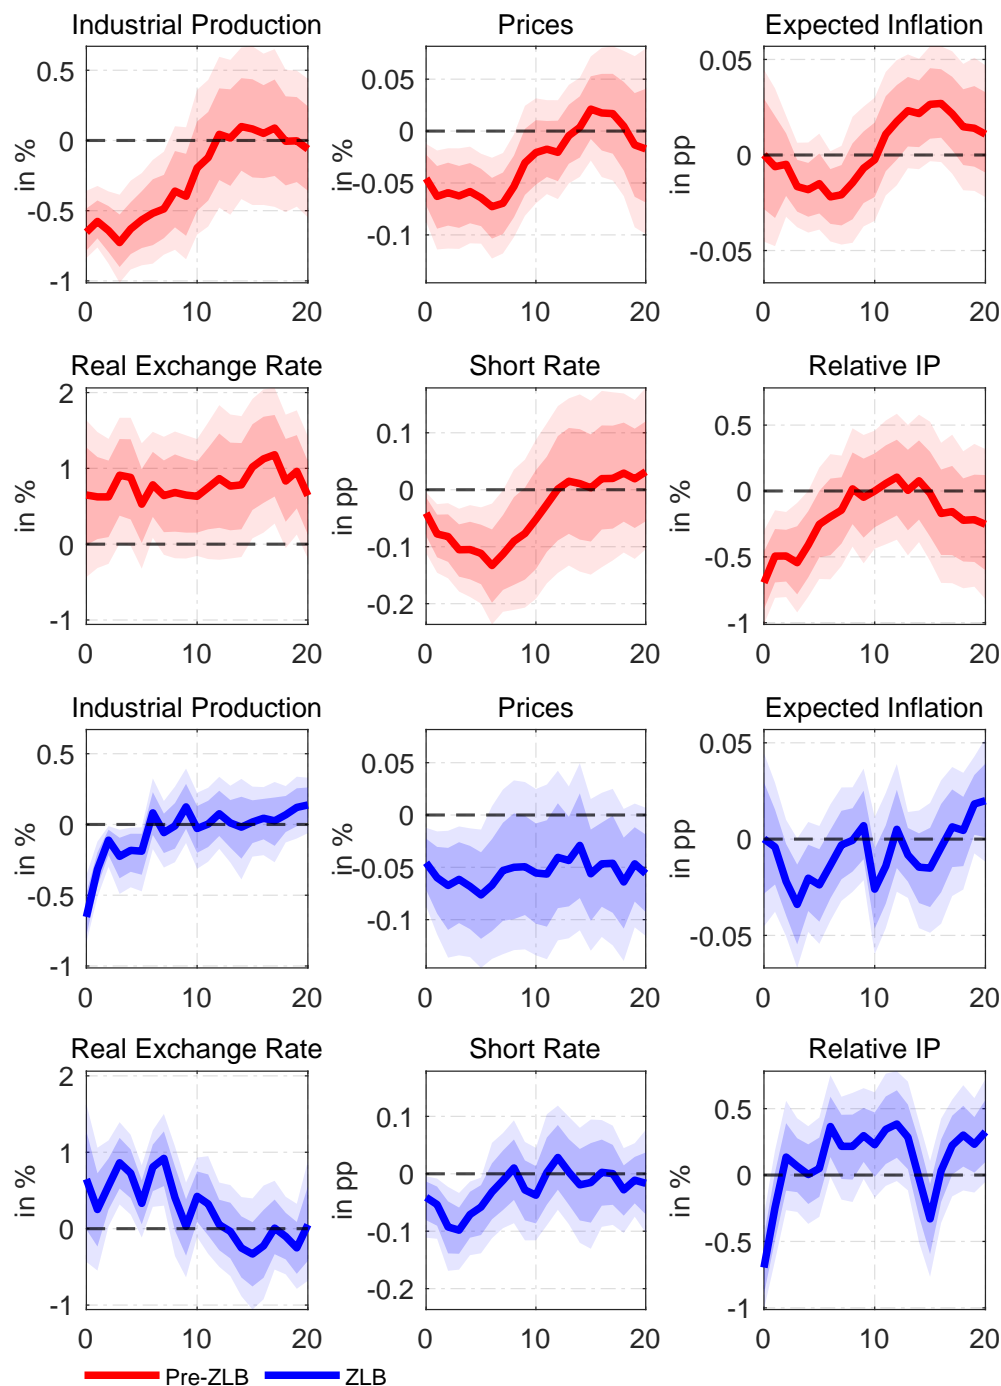 Industrial Production Prices Expected Inflation
0.5 0.05 0.05
0 0 0
-0.5 -0.05 -0.05
-1 -0.1
in % in % in pp
0 10 20 0 10 20 0 10 20
Real Exchange Rate Short Rate Relative IP
2 0.1 0.5
1 0 0
0 -0.1 -0.5
-1 -0.2 -1
in % in pp in %
0 10 20 0 10 20 0 10 20
Industrial Production Prices Expected Inflation
0.5 0.05 0.05
0 0 0
-0.5 -0.05 -0.05
-1 -0.1
in % in % in pp
0 10 20 0 10 20 0 10 20
Real Exchange Rate Short Rate Relative IP
2 0.1 0.5
1 0 0
0 -0.1 -0.5
-1 -0.2 -1
in % in pp in %
0 10 20 0 10 20 0 10 20
Pre-ZLB ZLB